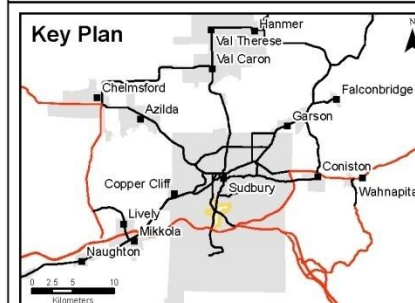 Key Plan
N
Hanmer
Val Therese
Val Caron
Chelmsford
Azilda
Falconbridge
Garson
Copper Cliff
Sudbury
Coniston
Wahnapitae
Lively
Mikkola
Naughton
0 2.5 5 10
Kilometers